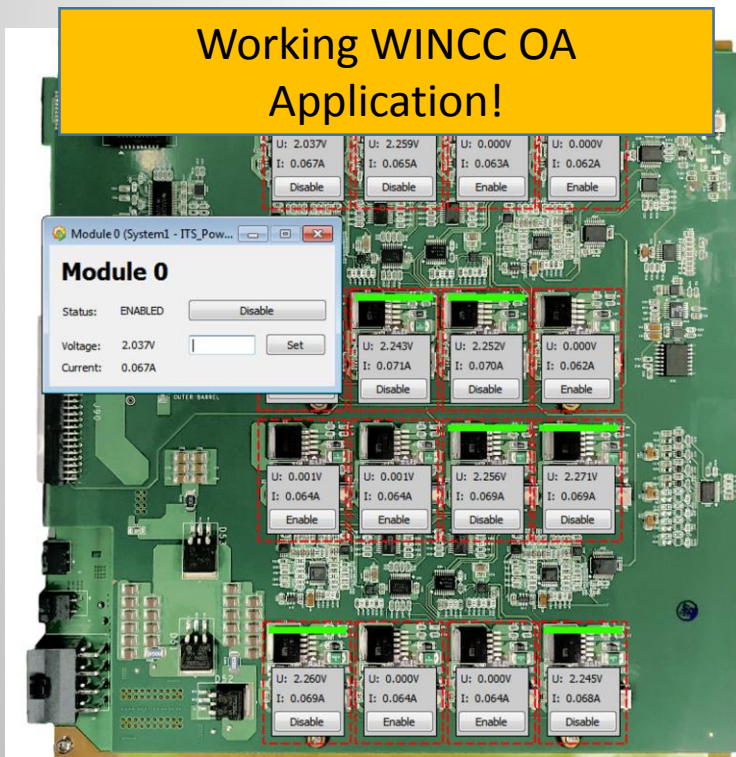 Working WINCC OA
Application!
U: 2.037V
U: 2.259V
U: 0.000V
U: 0.000V
I: 0.067A
I: 0.065A
I: 0.063A
I: 0.062A
Disable
Disable
Enable
Enable
Module 0 (System1 - ITS_Pow...
Module 0
Status: ENABLED Disable
Voltage: 2.037V Set
Current: 0.067A
U: 2.243V
U: 2.252V
U: 0.000V
I: 0.071A
I: 0.070A
I: 0.062A
Disable
Disable
Enable
OUTER BARREL
U: 0.001V
U: 0.001V
U: 2.256V
U: 2.271V
I: 0.064A
I: 0.064A
I: 0.069A
I: 0.069A
Enable
Enable
Disable
Disable
D52
U: 2.260V
U: 0.000V
U: 0.000V
U: 2.245V
I: 0.069A
I: 0.064A
I: 0.064A
I: 0.068A
Disable
Enable
Enable
Disable